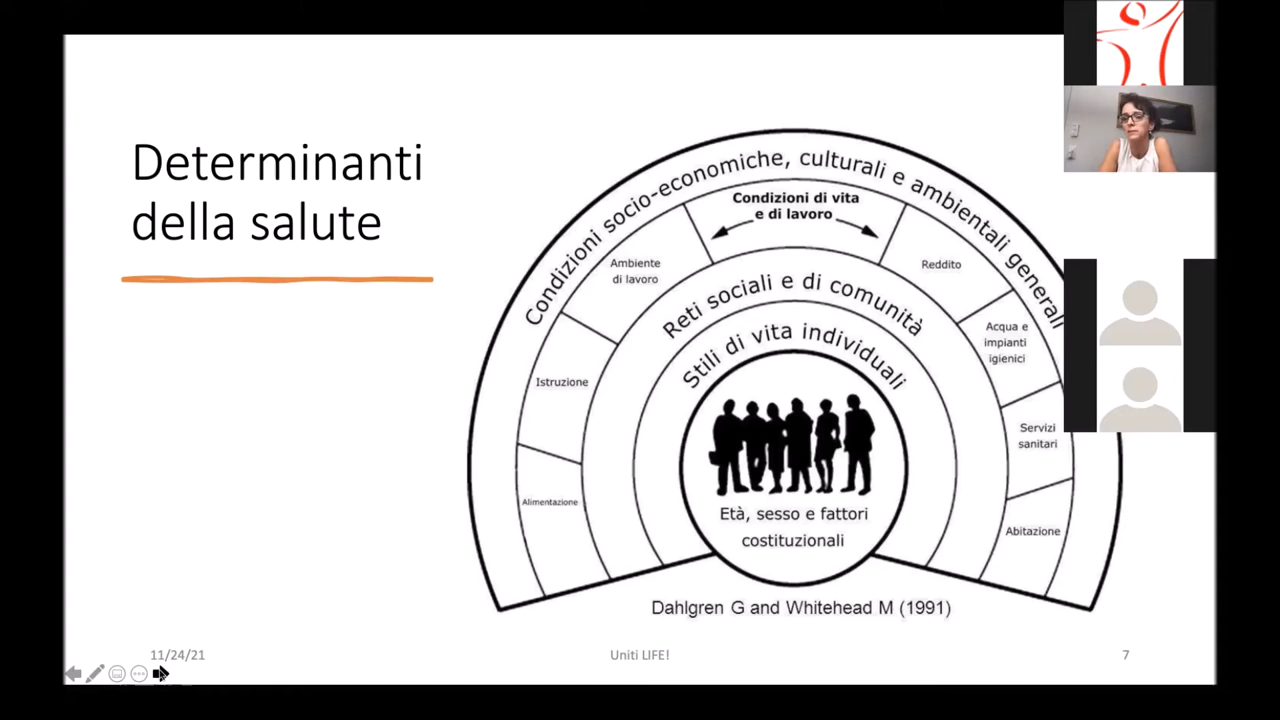 Determinanti
della salute
Condizioni socio-economiche, culturali e ambientali generali
Condizioni di vita
e di lavoro
Ambiente
di lavoro
Reddito
Reti sociali e di comunità
Acqua e
impianti
igienici
Stili di vita individuali
Istruzione
Servizi
sanitari
Alimentazione
Età, sesso e fattori
costituzionali
Abitazione
Dahlgren G and Whitehead M (1991)
11/24/21
Uniti LIFE!
7